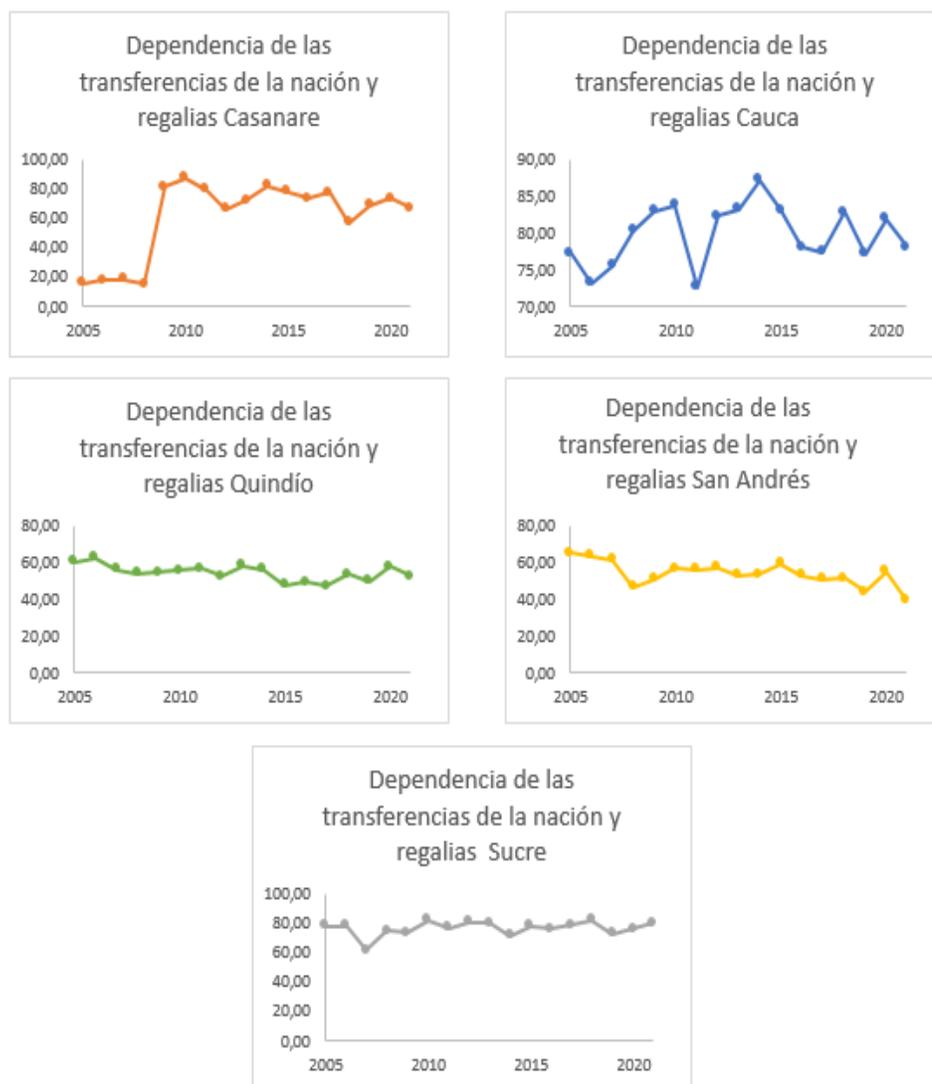 Dependencia de las
transferencias de la nación y
regalias Casanare
100,00
80,00
60,00
40,00
20,00
0,00
2005 2010 2015 2020
Dependencia de las
transferencias de la nación y
regalias Cauca
90,00
85,00
80,00
75,00
70,00
2005 2010 2015 2020
Dependencia de las
transferencias de la nación y
regalias Quindío
80,00
60,00
40,00
20,00
0,00
2005 2010 2015 2020
Dependencia de las
transferencias de la nación y
regalias San Andrés
80,00
60,00
40,00
20,00
0,00
2005 2010 2015 2020
Dependencia de las
transferencias de la nación y
regalias Sucre
100,00
80,00
60,00
40,00
20,00
0,00
2005 2010 2015 2020